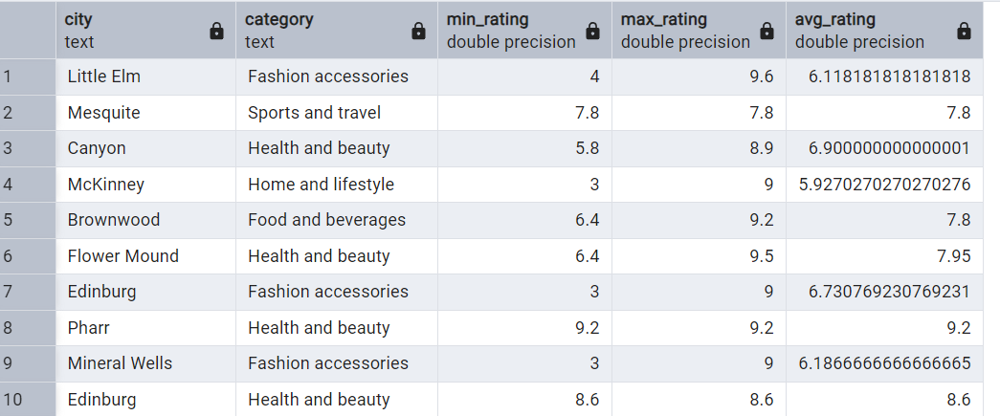 city category min_rating max_rating avg_rating
text text double precision double precision double precision
1 Little Elm Fashion accessories 4 9.6 6.118181818181818
2 Mesquite Sports and travel 7.8 7.8 7.8
3 Canyon Health and beauty 5.8 8.9 6.900000000000001
4 McKinney Home and lifestyle 3 9 5.9270270270270276
5 Brownwood Food and beverages 6.4 9.2 7.8
6 Flower Mound Health and beauty 6.4 9.5 7.95
7 Edinburg Fashion accessories 3 9 6.730769230769231
8 Pharr Health and beauty 9.2 9.2 9.2
9 Mineral Wells Fashion accessories 3 9 6.1866666666666665
10 Edinburg Health and beauty 8.6 8.6 8.6